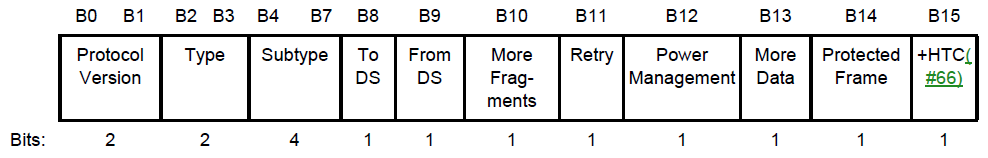 B0 B1 B2 B3 B4 B7 B8 B9 B10 B11 B12 B13 B14 B15
Protocol Version
Type
Subtype
To DS
From DS
More Frag-ments
Retry
Power Management
More Data
Protected Frame
+HTC(#66)
Bits: 2 2 4 1 1 1 1 1 1 1 1